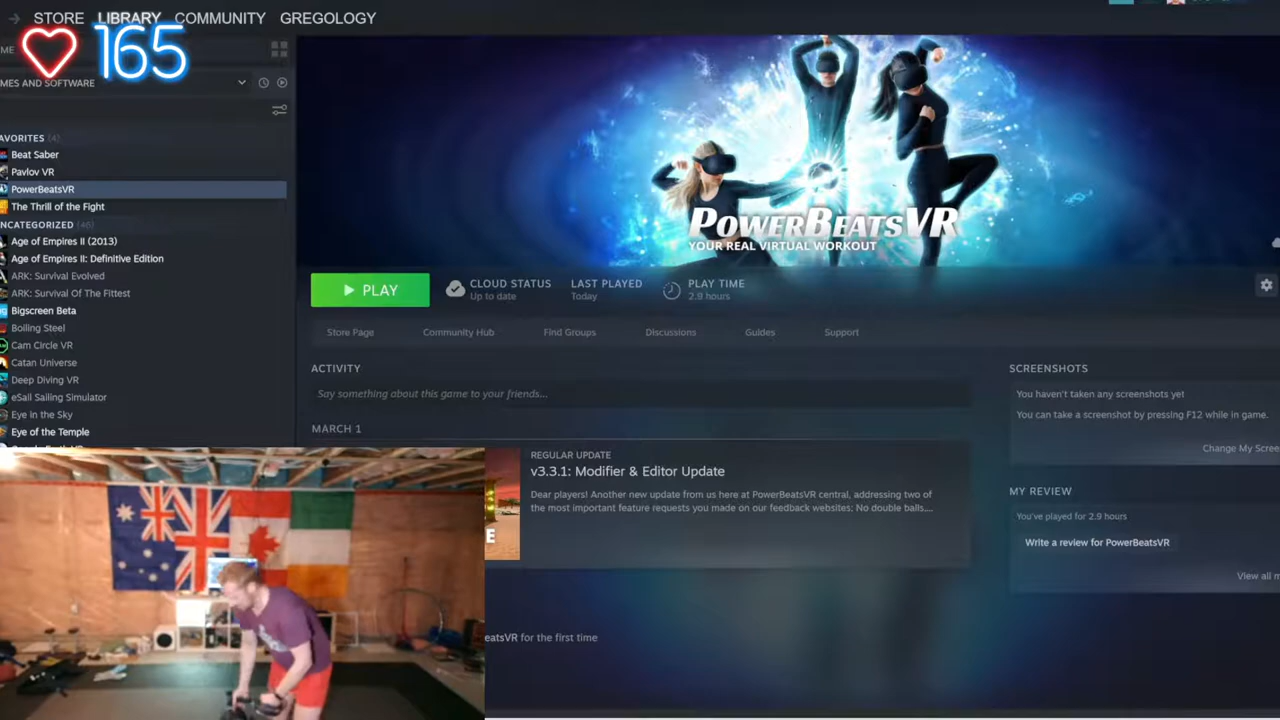 STORE LIBRARY COMMUNITY GREGOLOGY
165
MES AND SOFTWARE
AVORITES (4)
Beat Saber
Pavlov VR
PowerBeatsVR
The Thrill of the Fight
NCATEGORIZED (46)
Age of Empires II (2013)
Age of Empires II: Definitive Edition
ARK: Survival Evolved
ARK: Survival Of The Fittest
Bigscreen Beta
Boiling Steel
Cam Circle VR
Catan Universe
Deep Diving VR
eSail Sailing Simulator
Eye in the Sky
Eye of the Temple
POWERBEATSVR
YOUR REAL VIRTUAL WORKOUT
PLAY
CLOUD STATUS
Up to date
LAST PLAYED
Today
PLAY TIME
2.9 hours
Store Page Community Hub Find Groups Discussions Guides Support
ACTIVITY
Say something about this game to your friends...
MARCH 1
REGULAR UPDATE
v3.3.1: Modifier & Editor Update
Dear players! Another new update from us here at PowerBeatsVR central, addressing two of
the most important feature requests you made on our feedback websites: No double balls,...
eatsVR for the first time
SCREENSHOTS
You haven't taken any screenshots yet
You can take a screenshot by pressing F12 while in game.
Change My Scree
MY REVIEW
You've played for 2.9 hours
Write a review for PowerBeatsVR
View all m